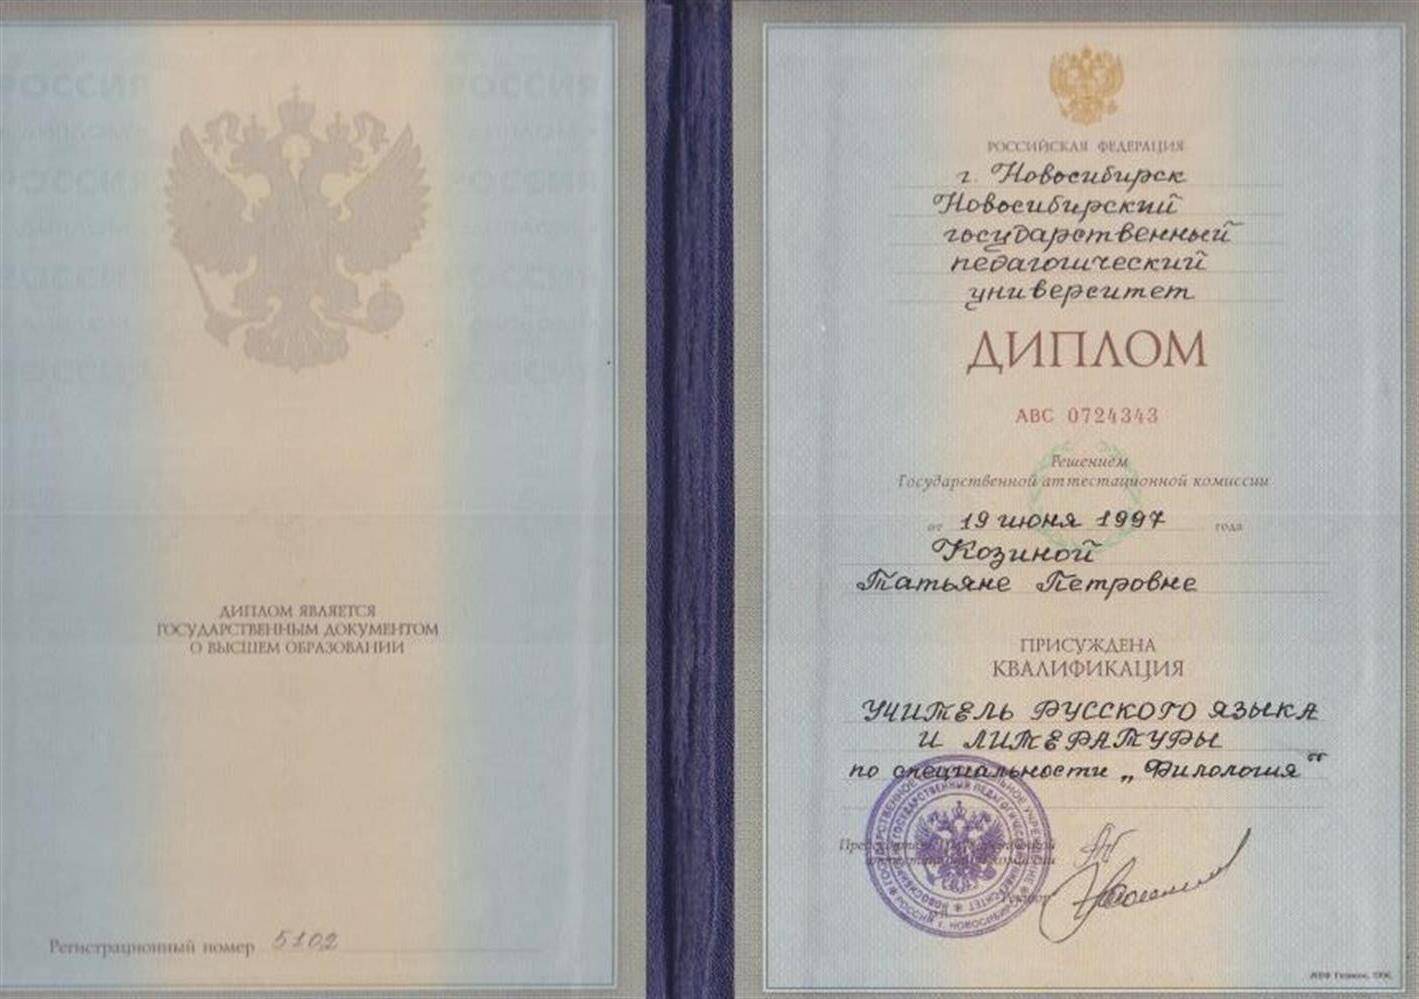 ДИПЛОМ ЯВЛЯЕТСЯ
ГОСУДАРСТВЕННЫМ ДОКУМЕНТОМ
О ВЫСШЕМ ОБРАЗОВАНИИ
Регистрационный номер 5102
РОССИЙСКАЯ ФЕДЕРАЦИЯ
г. Новосибирск
Новосибирский
государственный
педагогический
университет
ДИПЛОМ
АВС 0724343
Решением
Государственной аттестационной комиссии
от 19 июня 1997 года
Козиной
Татьяне Петровне
ПРИСУЖДЕНА
КВАЛИФИКАЦИЯ
УЧИТЕЛЬ РУССКОГО ЯЗЫКА
И ЛИТЕРАТУРЫ
по специальности „Филология“